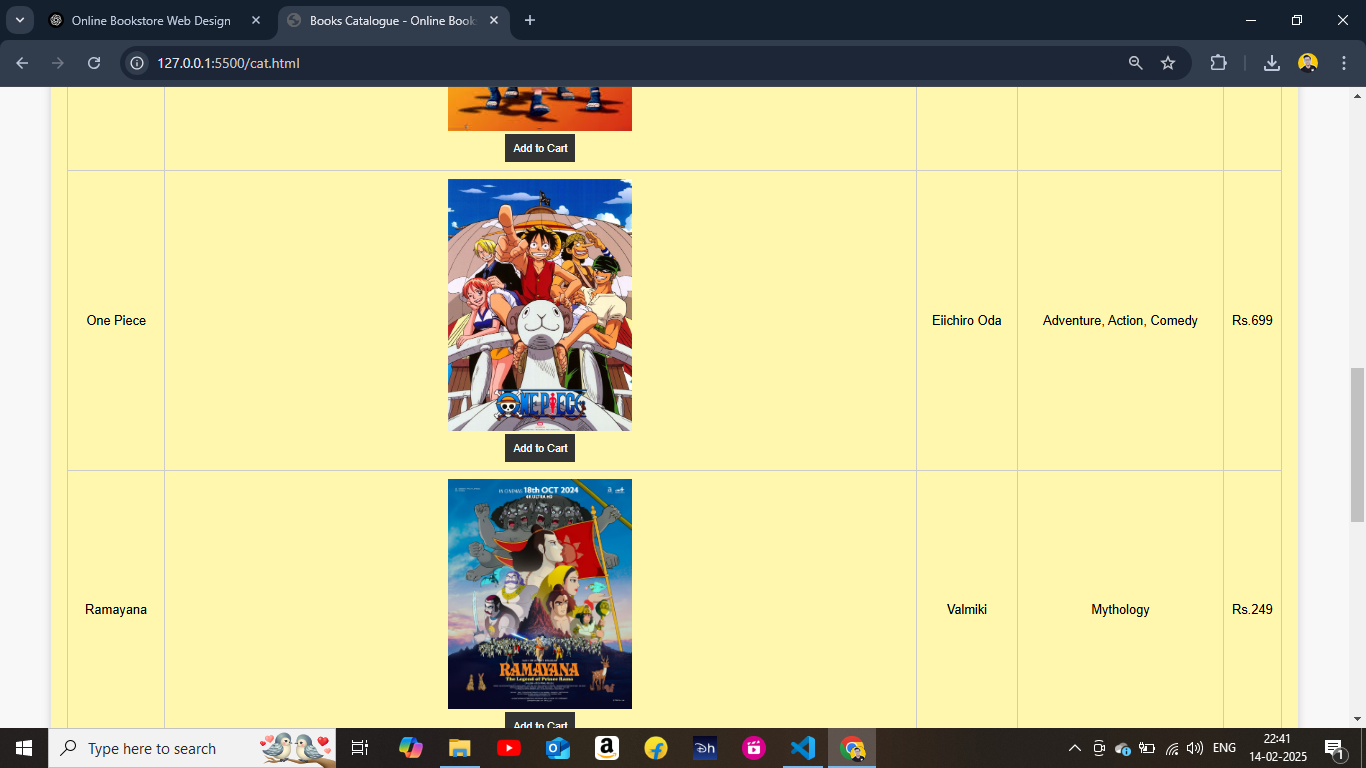 Online Bookstore Web Design
Books Catalogue - Online Book
127.0.0.1:5500/cat.html
Add to Cart
One Piece
ONE PIECE
Add to Cart
Eiichiro Oda
Adventure, Action, Comedy
Rs.699
Ramayana
IN CINEMAS 18th OCT 2024
4K ULTRA HD
RAMAYANA
The Legend of Prince Rama
Add to Cart
Valmiki
Mythology
Rs.249
Type here to search
a
Dh
ENG
22:41
14-02-2025
1